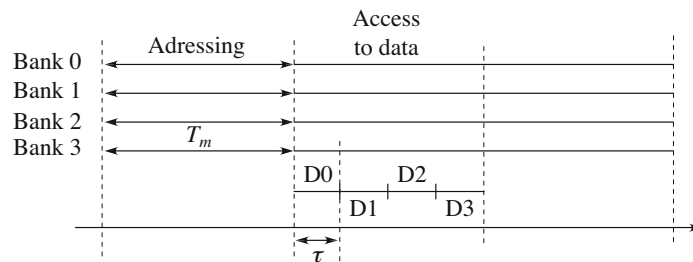 Access
to data
Adressing
Bank 0
Bank 1
Bank 2
Bank 3
T_m
D0
D2
D1
D3
τ